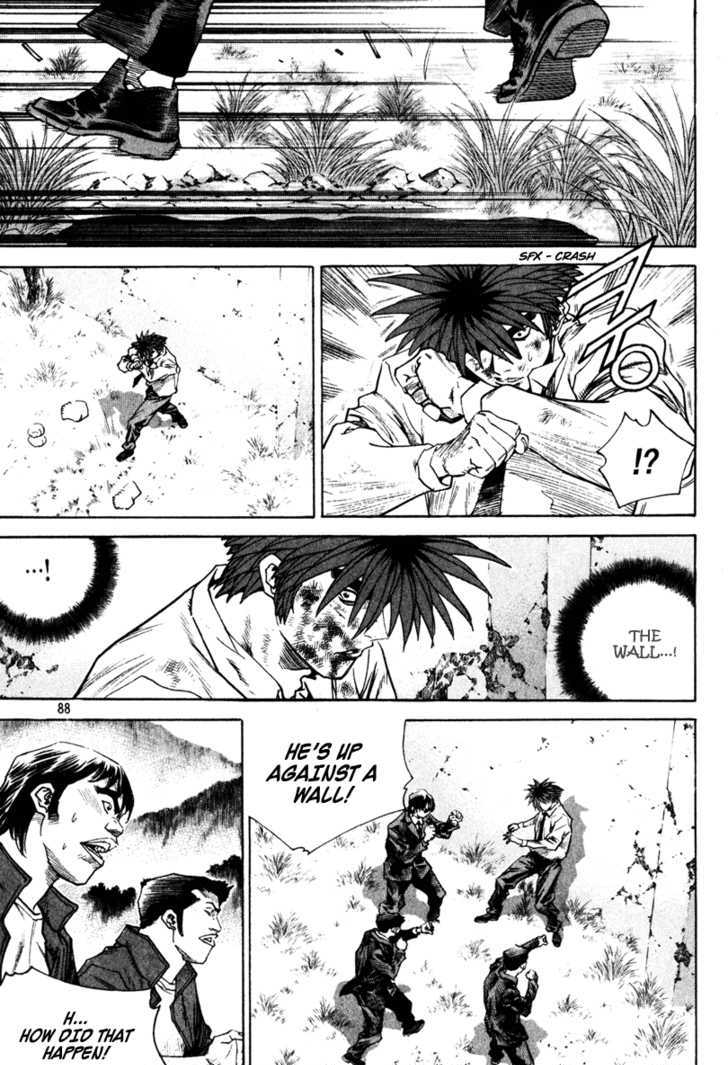 SFX - CRASH
!?
THE
WALL...!
...!
88
HE'S UP
AGAINST A
WALL!
H...
HOW DID THAT
HAPPEN!